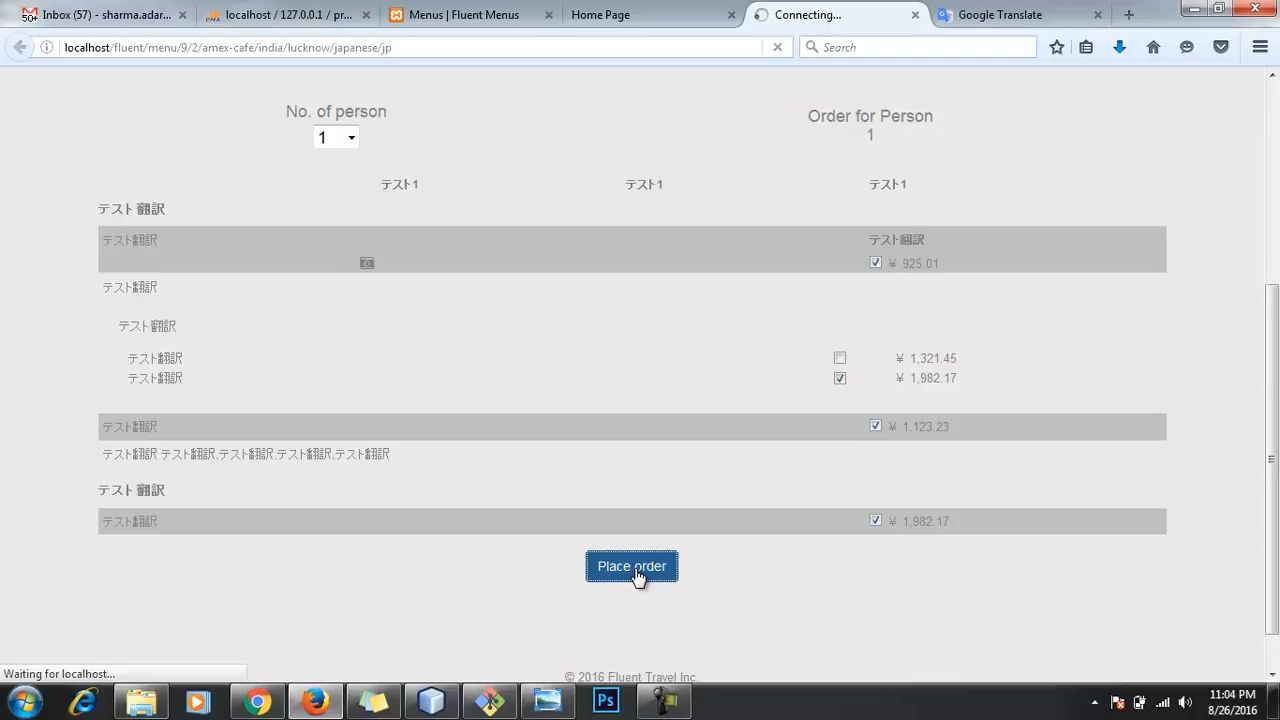 Inbox (57) - sharma.adar...
localhost / 127.0.0.1 / pr...
Menus | Fluent Menus
Home Page
Connecting...
Google Translate
localhost/fluent/menu/9/2/amex-cafe/india/lucknow/japanese/jp
Search
No. of person
1
Order for Person
1
テスト1 テスト1 テスト1
テスト 翻訳
テスト翻訳 テスト翻訳
¥ 925.01
テスト翻訳
テスト翻訳
テスト翻訳 ¥ 1,321.45
テスト翻訳 ¥ 1,982.17
テスト翻訳 ¥ 1,123.23
テスト翻訳 テスト翻訳,テスト翻訳,テスト翻訳,テスト翻訳
テスト 翻訳
テスト翻訳 ¥ 1,982.17
Place order
Waiting for localhost...
© 2016 Fluent Travel Inc.
Ps
11:04 PM
8/26/2016